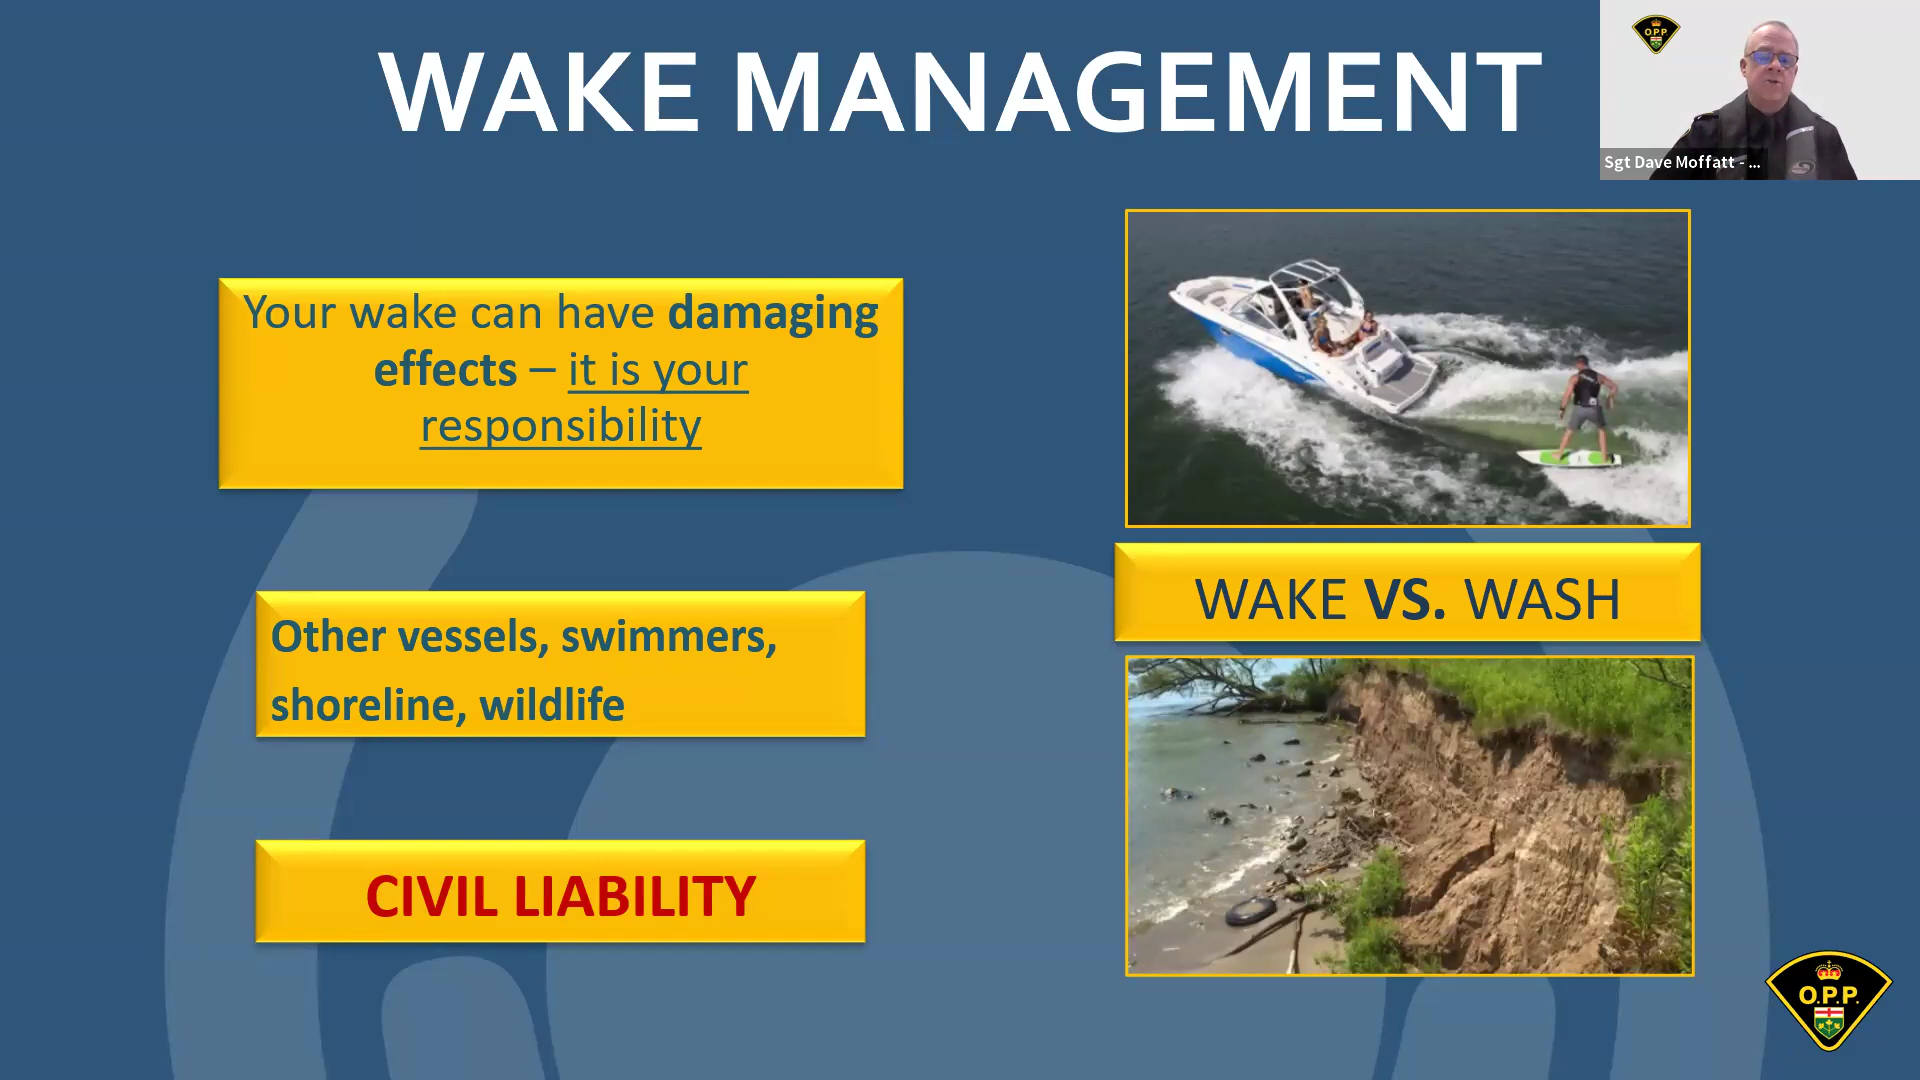 WAKE MANAGEMENT
OPP
Sgt Dave Moffatt - ...
Your wake can have damaging
effects – it is your
responsibility
Other vessels, swimmers,
shoreline, wildlife
CIVIL LIABILITY
WAKE VS. WASH
O.P.P.